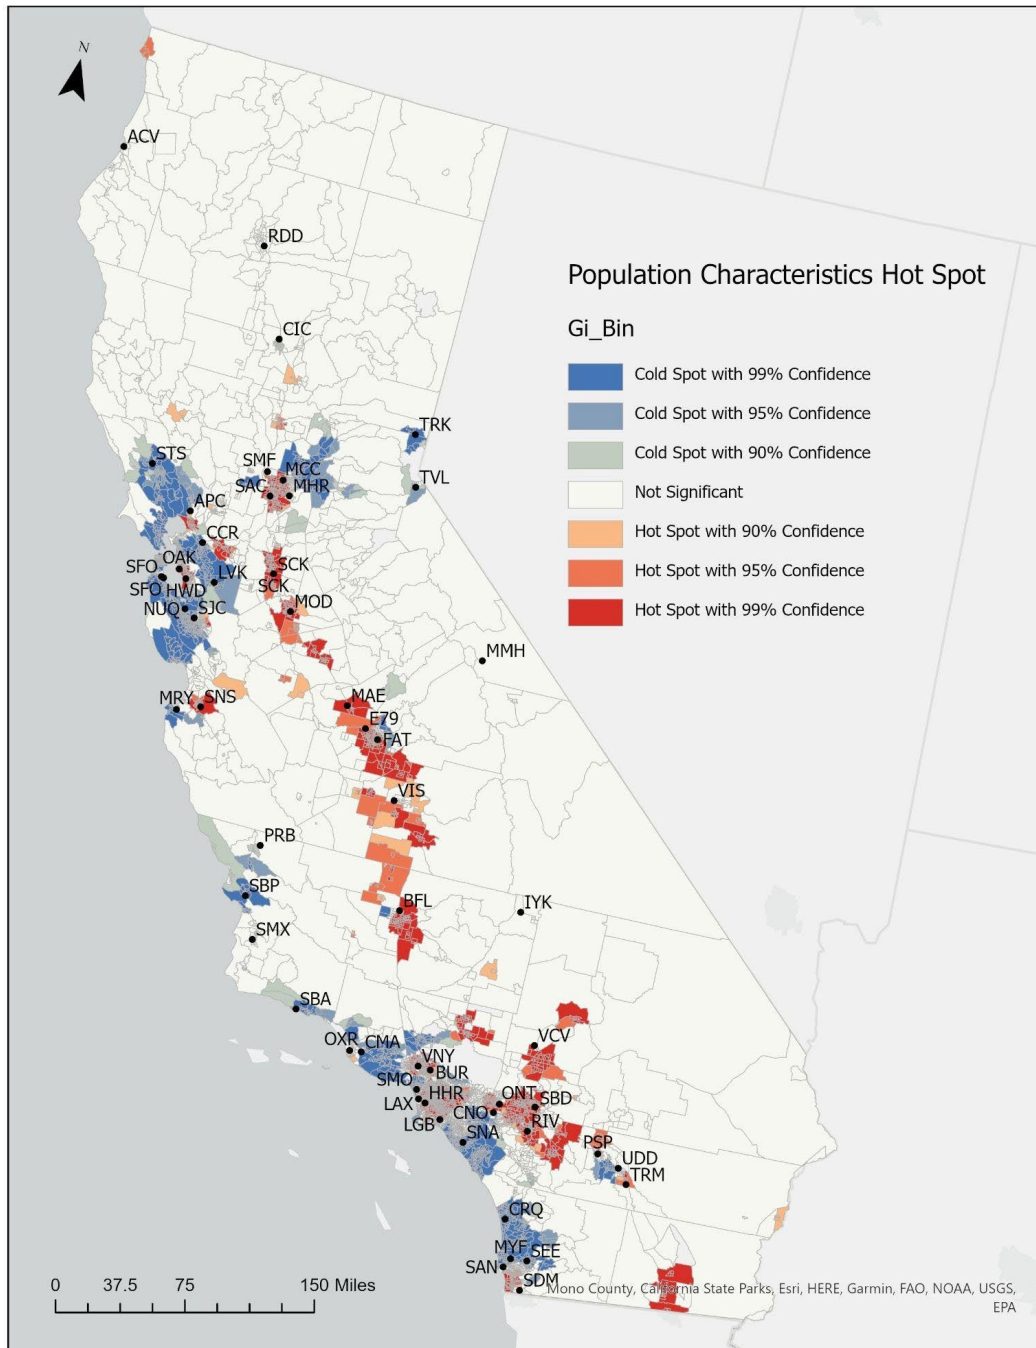 N
ACV
RDD
Population Characteristics Hot Spot
Gi_Bin
CIC
Cold Spot with 99% Confidence
Cold Spot with 95% Confidence
TRK
Cold Spot with 90% Confidence
STS
SMF
MCC
TVL
SAC
MHR
Not Significant
APC
Hot Spot with 90% Confidence
CCR
OAK
SFO
SCK
Hot Spot with 95% Confidence
LVK
SFO
HWD
SCK
NUQ
SJC
MOD
Hot Spot with 99% Confidence
MMH
MRY
SNS
MAE
E79
FAT
VIS
PRB
SBP
BFL
IYK
SMX
SBA
OXR
CMA
VCV
VNY
BUR
SMO
HHR
ONT
SBD
LAX
CNO
LGB
SNA
RIV
PSP
UDD
TRM
CRQ
MYF
SEE
SAN
SDM
0 37.5 75 150 Miles
Mono County, California State Parks, Esri, HERE, Garmin, FAO, NOAA, USGS,
EPA